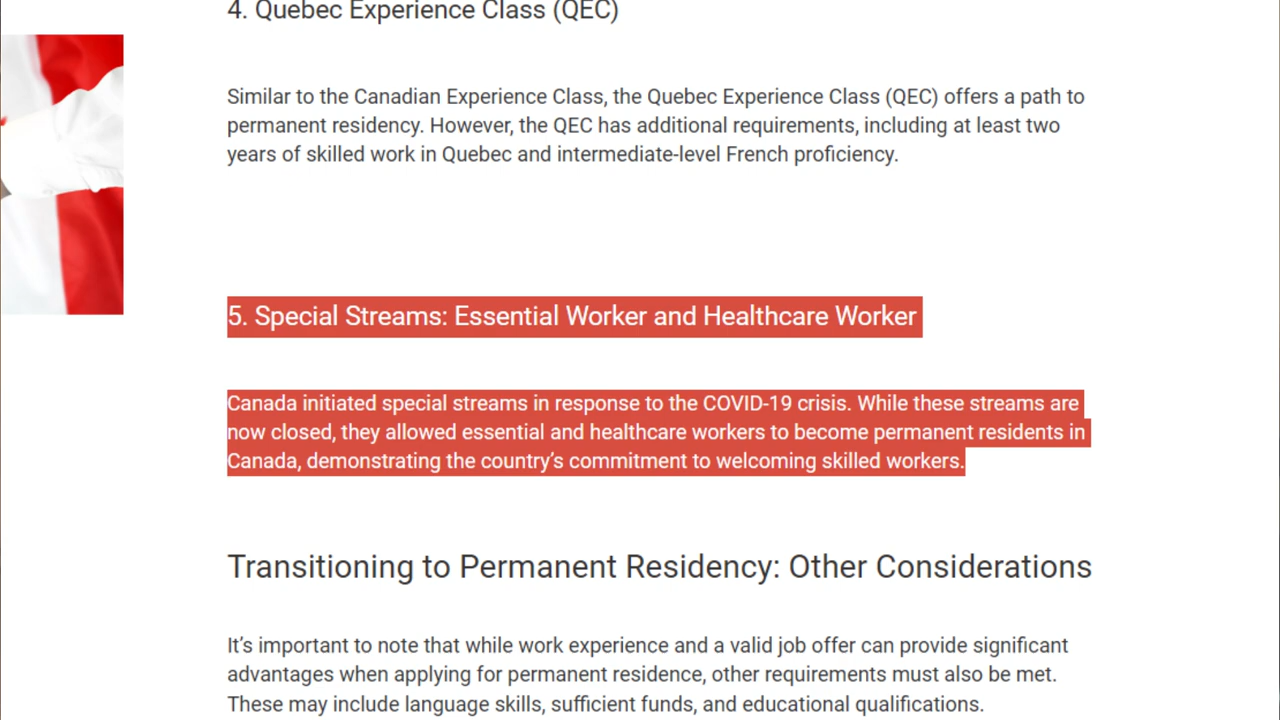 4. Quebec Experience Class (QEC)
Similar to the Canadian Experience Class, the Quebec Experience Class (QEC) offers a path to
permanent residency. However, the QEC has additional requirements, including at least two
years of skilled work in Quebec and intermediate-level French proficiency.
5. Special Streams: Essential Worker and Healthcare Worker
Canada initiated special streams in response to the COVID-19 crisis. While these streams are
now closed, they allowed essential and healthcare workers to become permanent residents in
Canada, demonstrating the country’s commitment to welcoming skilled workers.
Transitioning to Permanent Residency: Other Considerations
It’s important to note that while work experience and a valid job offer can provide significant
advantages when applying for permanent residence, other requirements must also be met.
These may include language skills, sufficient funds, and educational qualifications.